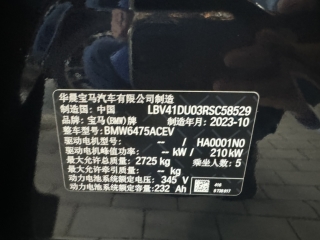 华晨宝马汽车有限公司制造
制造国: 中国 LBV41DU03RSC58529
品牌: 宝马(BMW)牌 制造年月: 2023-10
整车型号: BMW6475ACEV
驱动电机型号: -- / HA0001N0
驱动电机峰值功率: -- kW / 210 kW
最大允许总质量: 2725 kg 乘坐人数: 5
最大允许牵引质量: -- kg
动力电池系统额定电压: 345 V
动力电池系统额定容量: 232 Ah